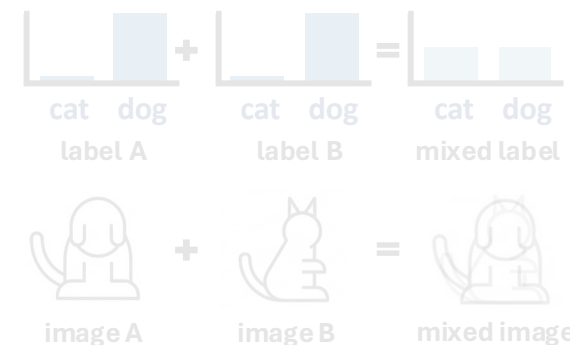 + =
cat dog cat dog cat dog
label A label B mixed label
+ =
image A image B mixed image